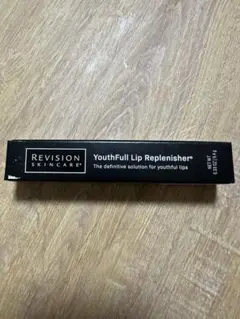 REVISION
SKINCARE®
YouthFull Lip Replenisher®
The definitive solution for youthful lips